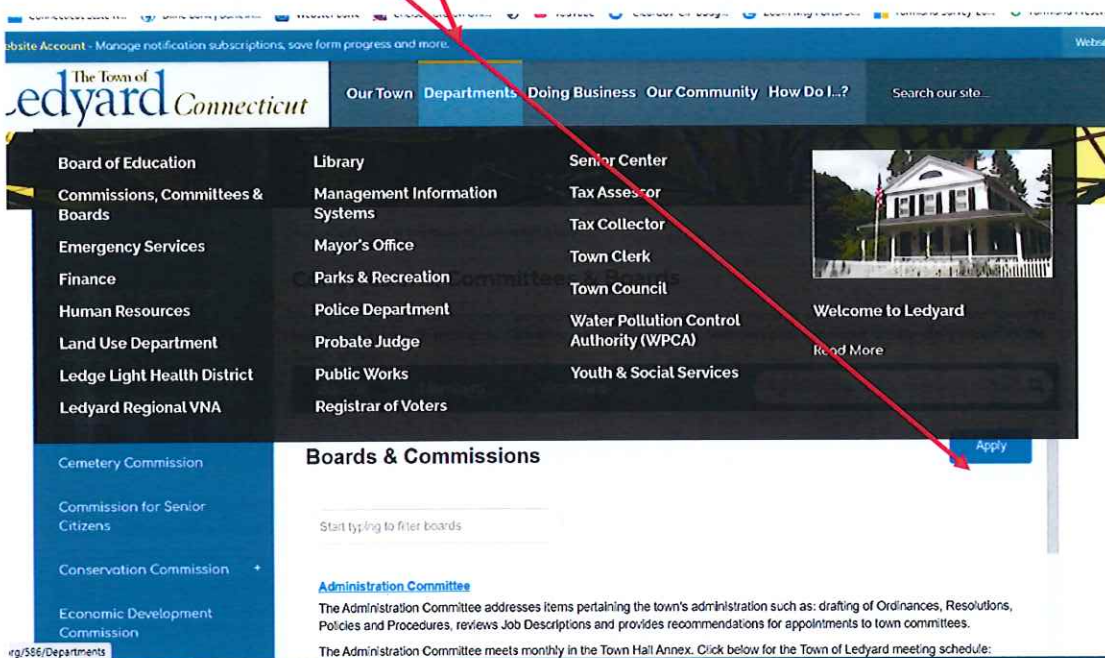 ebsite Account - Manage notification subscriptions, save form progress and more.
The Town of
Ledyard Connecticut
Our Town Departments Doing Business Our Community How Do I...? Search our site...
Board of Education
Commissions, Committees &
Boards
Emergency Services
Finance
Human Resources
Land Use Department
Ledge Light Health District
Ledyard Regional VNA
Library
Management Information
Systems
Mayor's Office
Parks & Recreation
Police Department
Probate Judge
Public Works
Registrar of Voters
Senior Center
Tax Assessor
Tax Collector
Town Clerk
Town Council
Water Pollution Control
Authority (WPCA)
Youth & Social Services
Welcome to Ledyard
Read More
Cemetery Commission
Commission for Senior
Citizens
Conservation Commission +
Economic Development
Commission
Boards & Commissions
Apply
Start typing to filter boards
Administration Committee
The Administration Committee addresses items pertaining the town's administration such as: drafting of Ordinances, Resolutions,
Policies and Procedures, reviews Job Descriptions and provides recommendations for appointments to town committees.
The Administration Committee meets monthly in the Town Hall Annex. Click below for the Town of Ledyard meeting schedule:
rg/586/Departments